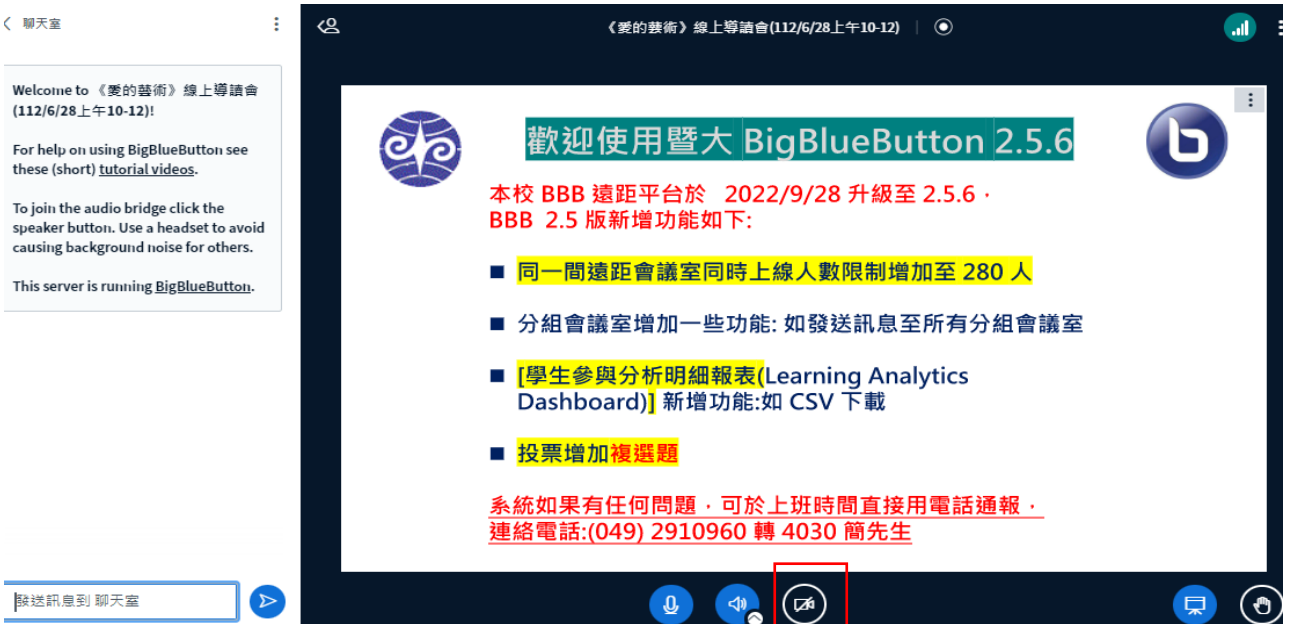 聊天室
Welcome to 《愛的藝術》線上導讀會
(112/6/28上午10-12)!
For help on using BigBlueButton see
these (short) tutorial videos.
To join the audio bridge click the
speaker button. Use a headset to avoid
causing background noise for others.
This server is running BigBlueButton.
發送訊息到 聊天室
《愛的藝術》線上導讀會(112/6/28上午10-12)
歡迎使用暨大 BigBlueButton 2.5.6
本校 BBB 遠距平台於 2022/9/28 升級至 2.5.6，
BBB 2.5 版新增功能如下:
■ 同一間遠距會議室同時上線人數限制增加至 280 人
■ 分組會議室增加一些功能: 如發送訊息至所有分組會議室
■ [學生參與分析明細報表(Learning Analytics
Dashboard)] 新增功能:如 CSV 下載
■ 投票增加複選題
系統如果有任何問題，可於上班時間直接用電話通報，
連絡電話:(049) 2910960 轉 4030 簡先生